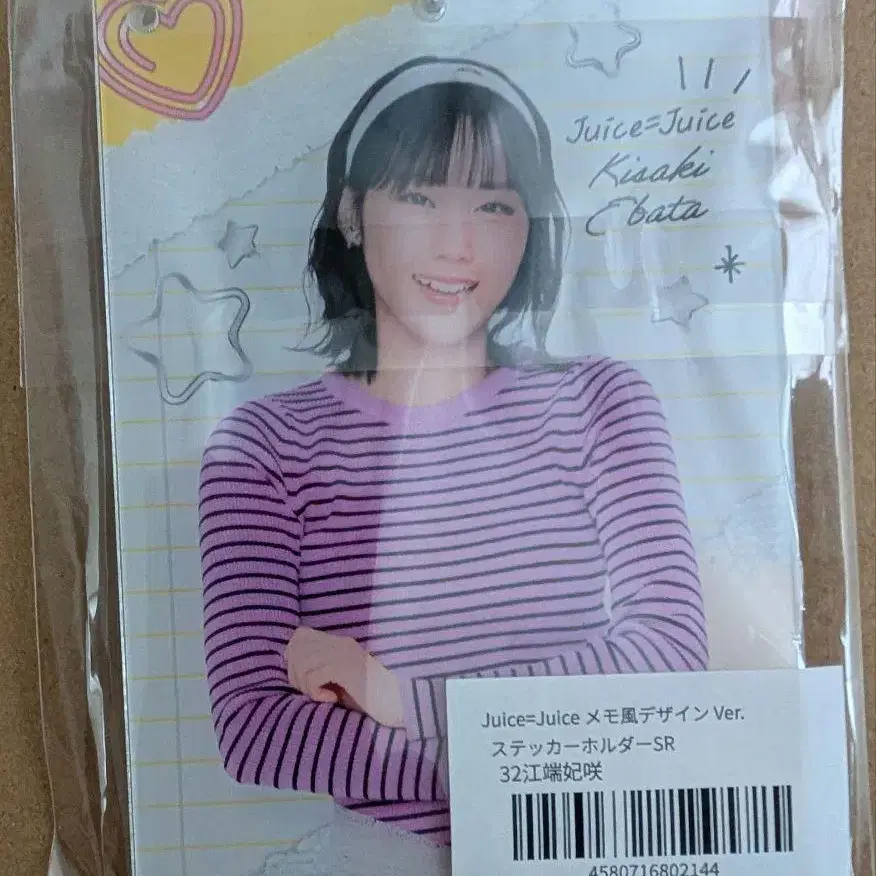 Juice=Juice
Kisaki
Ebata
Juice=Juice メモ風デザイン Ver.
ステッカーホルダーSR
32江端妃咲
4580716802144